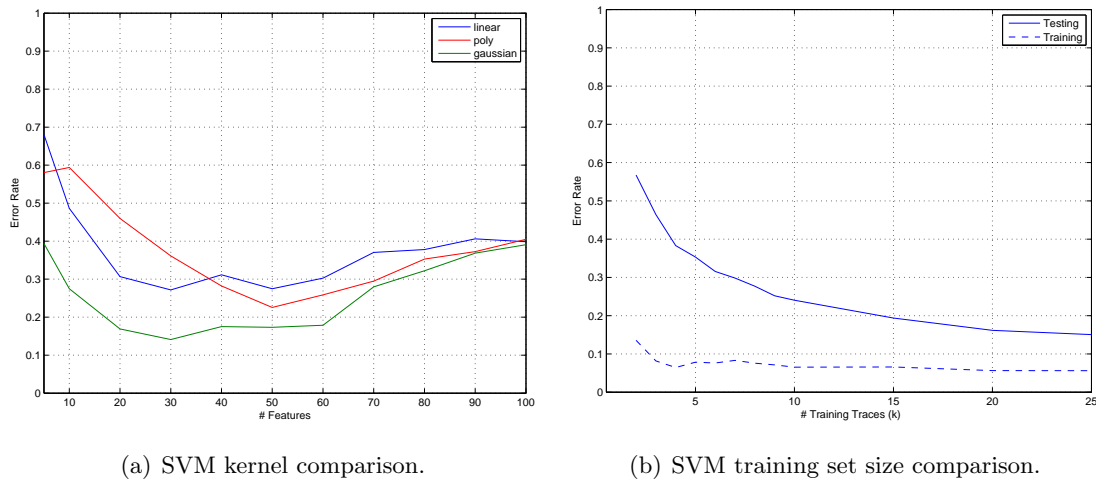 1
0.9
0.8
0.7
0.6
0.5
0.4
0.3
0.2
0.1
0
Error Rate
10 20 30 40 50 60 70 80 90 100
# Features
linear
poly
gaussian
(a) SVM kernel comparison.
1
0.9
0.8
0.7
0.6
0.5
0.4
0.3
0.2
0.1
0
Error Rate
5 10 15 20 25
# Training Traces (k)
Testing
Training
(b) SVM training set size comparison.